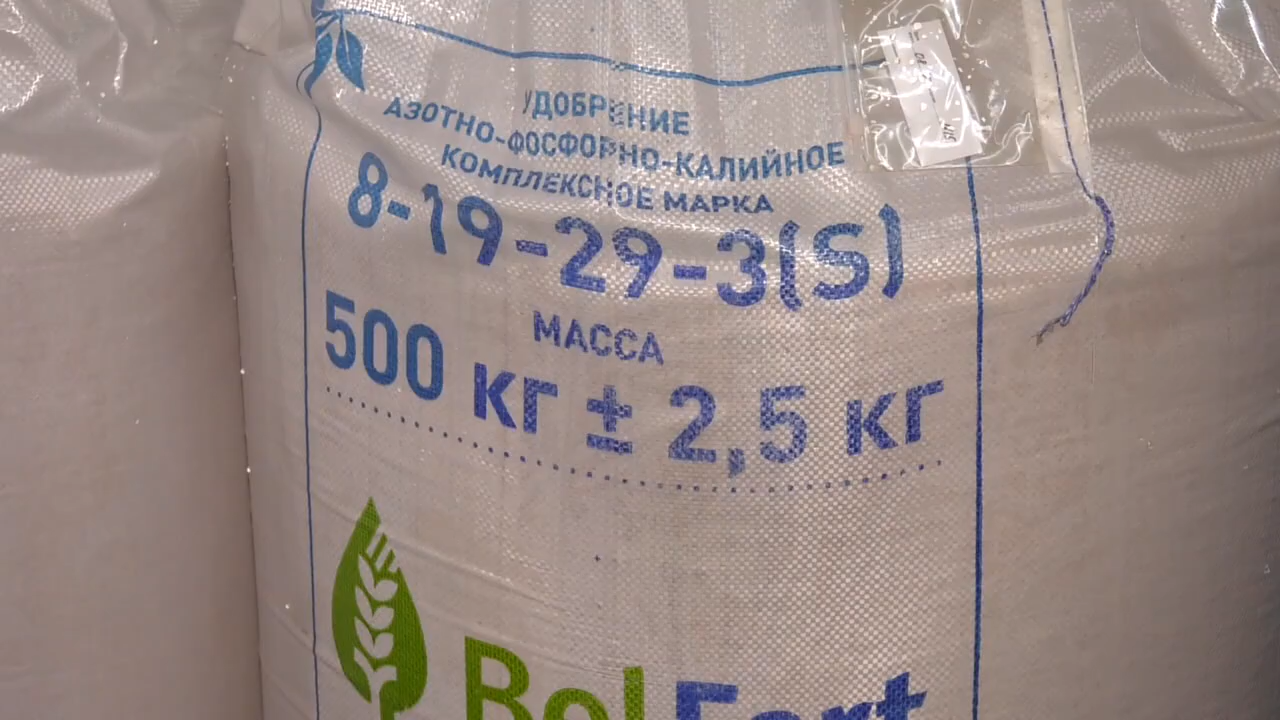 УДОБРЕНИЕ
АЗОТНО-ФОСФОРНО-КАЛИЙНОЕ
КОМПЛЕКСНОЕ МАРКА
8-19-29-3(S)
МАССА
500 кг ± 2,5 кг
BelFert